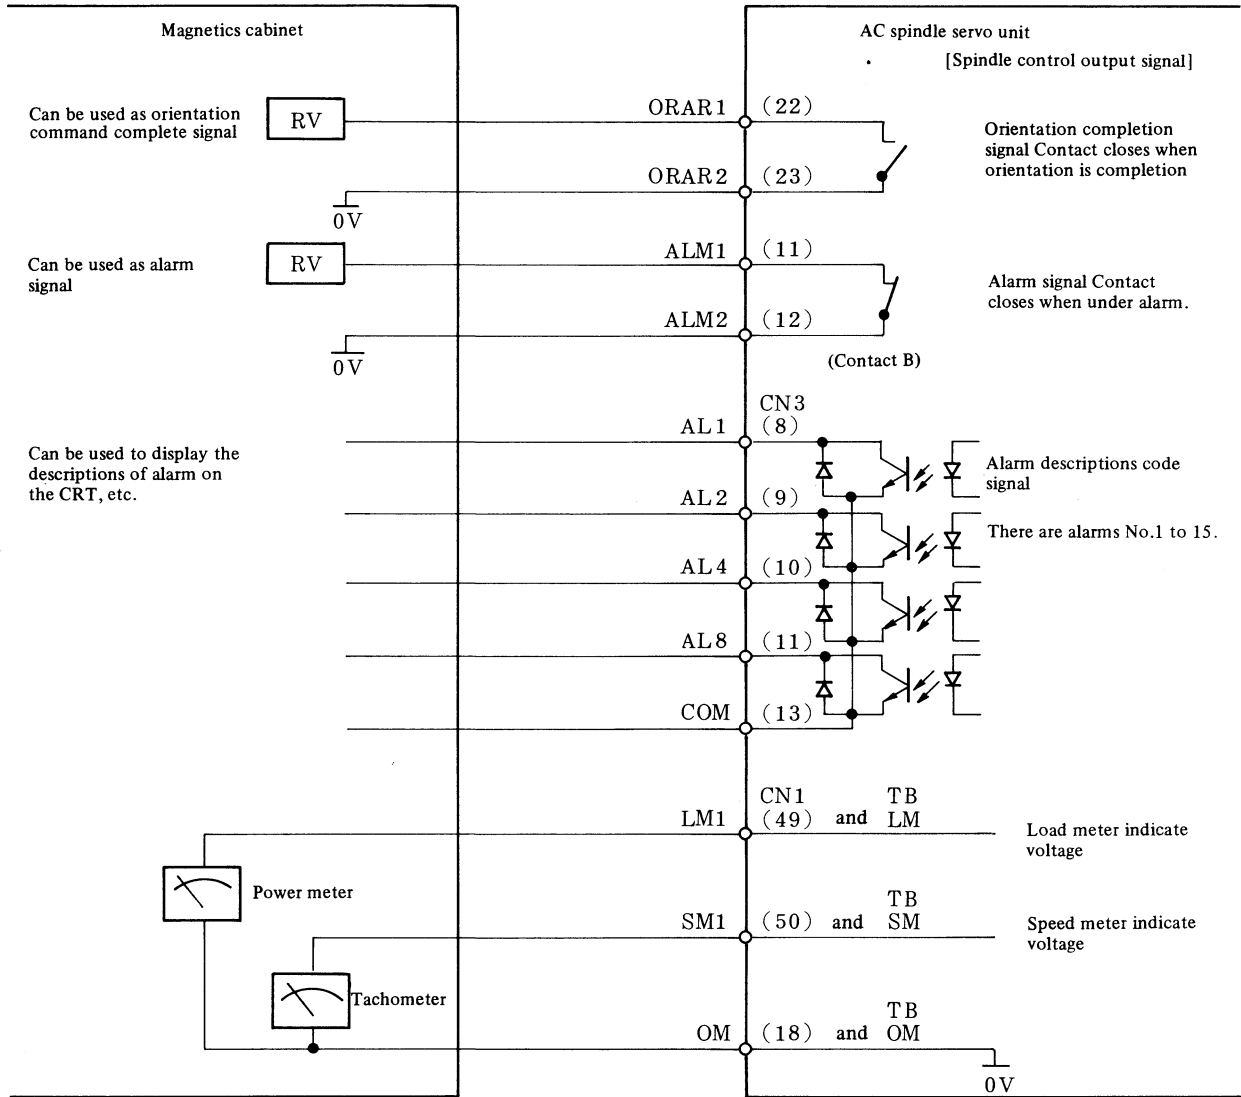 Magnetics cabinet
AC spindle servo unit
[Spindle control output signal]
Can be used as orientation
command complete signal
RV
ORAR1 (22)
Orientation completion
signal Contact closes when
orientation is completion
ORAR2 (23)
0V
Can be used as alarm
signal
RV
ALM1 (11)
Alarm signal Contact
closes when under alarm.
ALM2 (12)
0V
(Contact B)
CN3
AL1 (8)
Can be used to display the
descriptions of alarm on
the CRT, etc.
Alarm descriptions code
signal
AL2 (9)
There are alarms No.1 to 15.
AL4 (10)
AL8 (11)
COM (13)
CN1 TB
LM1 (49) and LM
Load meter indicate
voltage
Power meter
TB
SM1 (50) and SM
Speed meter indicate
voltage
Tachometer
TB
OM (18) and OM
0V